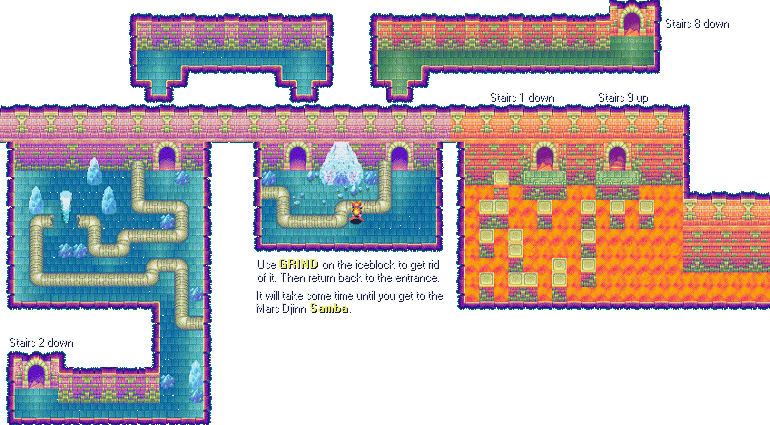 Stairs 8 down
Stairs 1 down
Stairs 9 up
Use GRIND on the iceblock to get rid
of it. Then return back to the entrance.
It will take some time until you get to the
Mars Djinn Samba.
Stairs 2 down